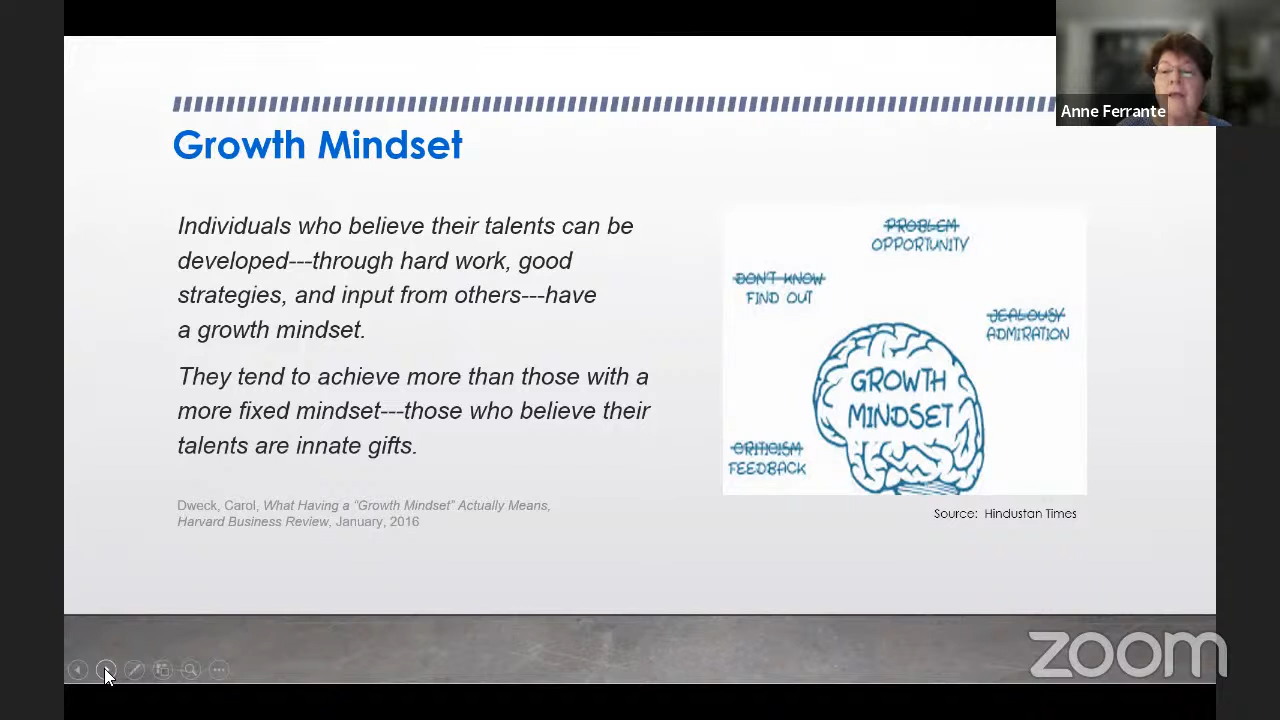 Anne Ferrante
Growth Mindset
Individuals who believe their talents can be
developed---through hard work, good
strategies, and input from others---have
a growth mindset.
They tend to achieve more than those with a
more fixed mindset---those who believe their
talents are innate gifts.
Dweck, Carol, What Having a "Growth Mindset" Actually Means,
Harvard Business Review, January, 2016
PROBLEM
OPPORTUNITY
DON'T KNOW
FIND OUT
JEALOUSY
ADMIRATION
GROWTH
MINDSET
CRITICISM
FEEDBACK
Source: Hindustan Times
zoom